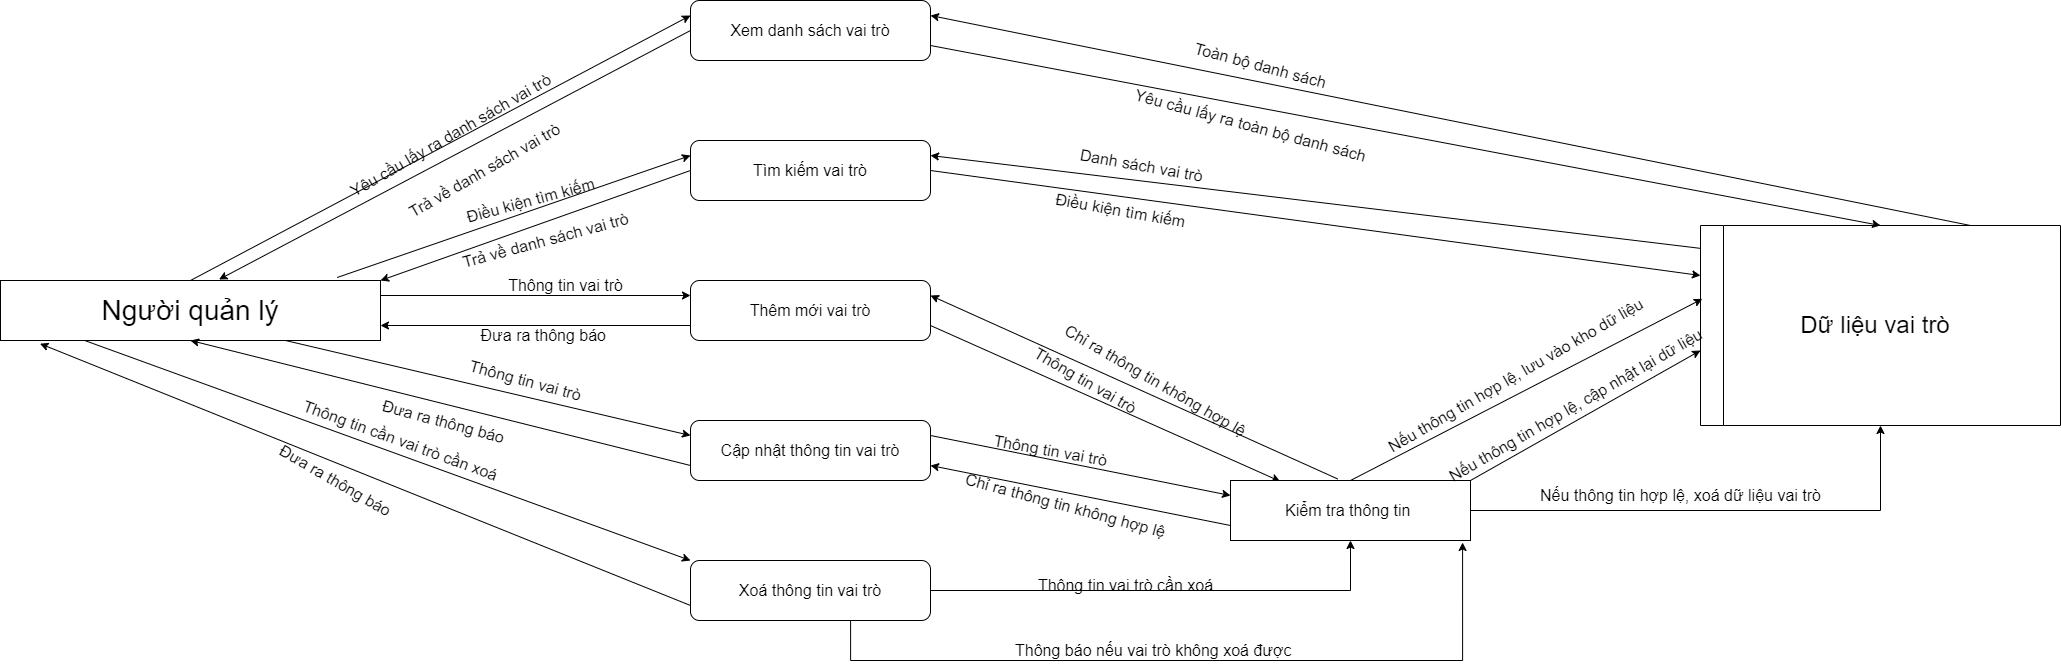 Xem danh sách vai trò
Toàn bộ danh sách
Yêu cầu lấy ra toàn bộ danh sách
Yêu cầu lấy ra danh sách vai trò
Trả về danh sách vai trò
Tìm kiếm vai trò
Danh sách vai trò
Điều kiện tìm kiếm
Điều kiện tìm kiếm
Trả về danh sách vai trò
Người quản lý
Thông tin vai trò
Đưa ra thông báo
Thêm mới vai trò
Dữ liệu vai trò
Chỉ ra thông tin không hợp lệ
Thông tin vai trò
Nếu thông tin hợp lệ, lưu vào kho dữ liệu
Nếu thông tin hợp lệ, cập nhật lại dữ liệu
Thông tin vai trò
Đưa ra thông báo
Thông tin cần vai trò cần xoá
Đưa ra thông báo
Cập nhật thông tin vai trò
Thông tin vai trò
Chỉ ra thông tin không hợp lệ
Kiểm tra thông tin
Nếu thông tin hợp lệ, xoá dữ liệu vai trò
Xoá thông tin vai trò
Thông tin vai trò cần xoá
Thông báo nếu vai trò không xoá được